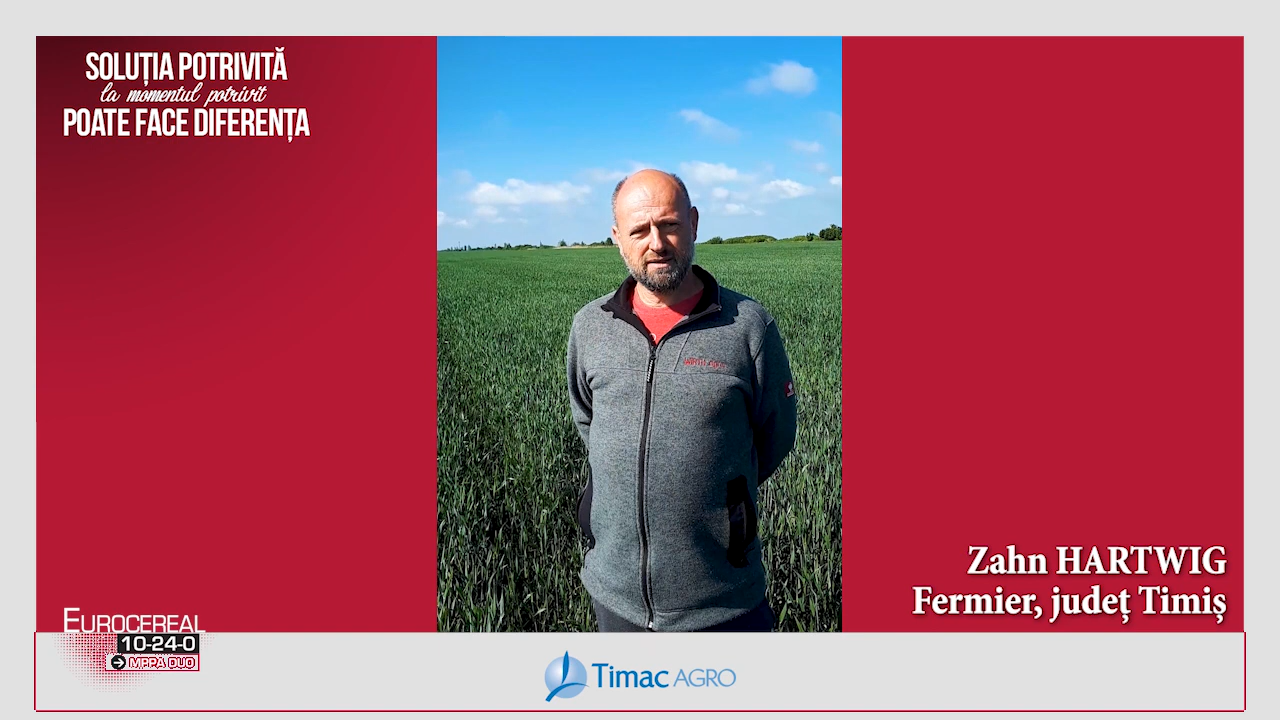 SOLUȚIA POTRIVITĂ
la momentul potrivit
POATE FACE DIFERENȚA
Zahn HARTWIG
Fermier, județ Timiș
EUROCEREAL
10-24-0
MPPA DUO
Timac AGRO